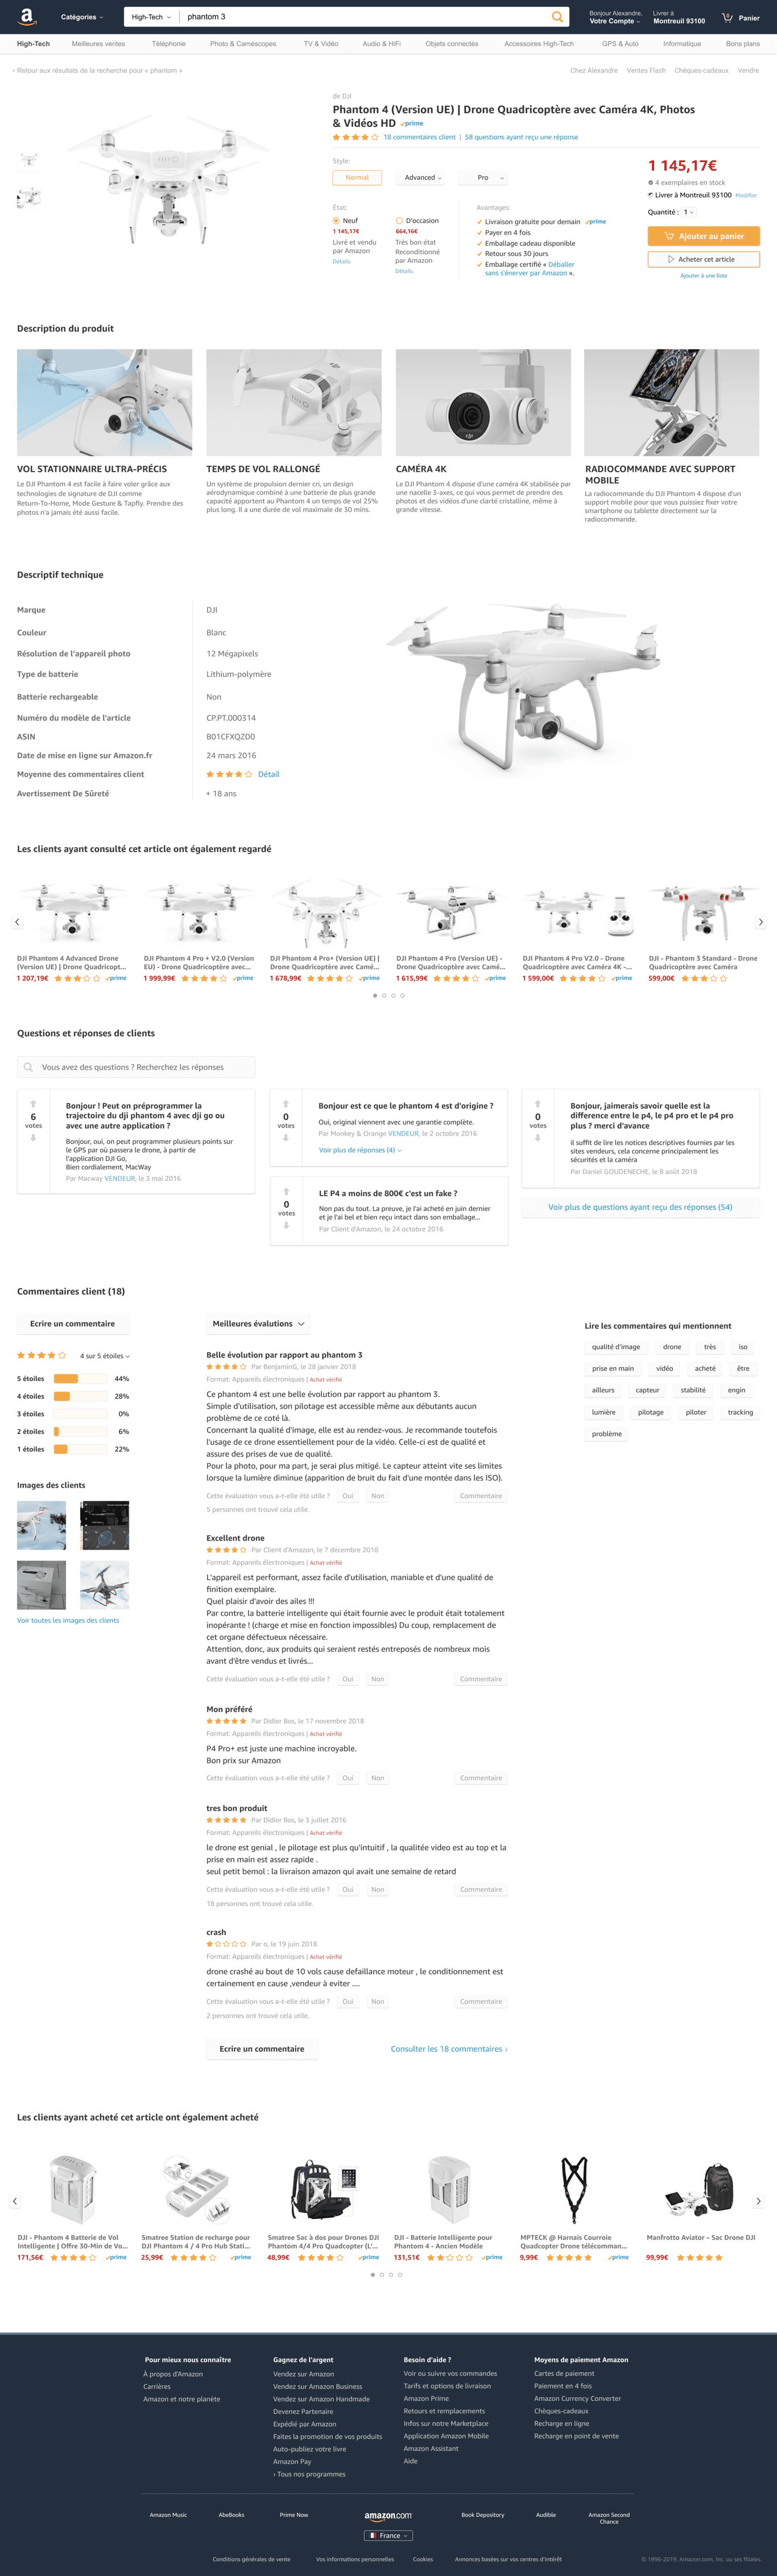 a
Catégories
High-Tech
phantom 3
Bonjour Alexandre,
Votre Compte
Livrer à
Montreuil 93100
Panier
High-Tech
Meilleures ventes
Téléphonie
Photo & Caméscopes
TV & Vidéo
Audio & HiFi
Objets connectés
Accessoires High-Tech
GPS & Auto
Informatique
Bons plans
‹ Retour aux résultats de la recherche pour « phantom »
Chez Alexandre
Ventes Flash
Chèques-cadeaux
Vendre
de DJI
Phantom 4 (Version UE) | Drone Quadricoptère avec Caméra 4K, Photos
& Vidéos HD prime
18 commentaires client | 58 questions ayant reçu une réponse
Style:
Normal
Advanced
Pro
État:
Neuf
1 145,17€
Livré et vendu
par Amazon
Détails
D'occasion
664,16€
Très bon état
Reconditionné
par Amazon
Détails
Avantages:
Livraison gratuite pour demain prime
Payer en 4 fois
Emballage cadeau disponible
Retour sous 30 jours
Emballage certifié « Déballer
sans s'énerver par Amazon ».
1 145,17€
4 exemplaires en stock
Livrer à Montreuil 93100 Modifier
Quantité : 1
Ajouter au panier
Acheter cet article
Ajouter à une liste
Description du produit
VOL STATIONNAIRE ULTRA-PRÉCIS
Le DJI Phantom 4 est facile à faire voler grâce aux
technologies de signature de DJI comme
Return-To-Home, Mode Gesture & Tapfly. Prendre des
photos n'a jamais été aussi facile.
TEMPS DE VOL RALLONGÉ
Un système de propulsion dernier cri, un design
aérodynamique combiné à une batterie de plus grande
capacité apportent au Phantom 4 un temps de vol 25%
plus long. Il a une durée de vol maximale de 30 mins.
CAMÉRA 4K
Le DJI Phantom 4 dispose d'une caméra 4K stabilisée par
une nacelle 3-axes, ce qui vous permet de prendre des
photos et des vidéos d'une clarté cristalline, même à
grande vitesse.
RADIOCOMMANDE AVEC SUPPORT
MOBILE
La radiocommande du DJI Phantom 4 dispose d'un
support mobile pour que vous puissiez fixer votre
smartphone ou tablette directement sur la
radiocommande.
Descriptif technique
Marque
DJI
Couleur
Blanc
Résolution de l'appareil photo
12 Mégapixels
Type de batterie
Lithium-polymère
Batterie rechargeable
Non
Numéro du modèle de l'article
CP.PT.000314
ASIN
B01CFXQZD0
Date de mise en ligne sur Amazon.fr
24 mars 2016
Moyenne des commentaires client
Détail
Avertissement De Sûreté
+ 18 ans
Les clients ayant consulté cet article ont également regardé
DJI Phantom 4 Advanced Drone
(Version UE) | Drone Quadricopt...
1 207,19€ prime
DJI Phantom 4 Pro + V2.0 (Version
EU) - Drone Quadricoptère avec...
1 999,99€ prime
DJI Phantom 4 Pro+ (Version UE) |
Drone Quadricoptère avec Camé...
1 678,99€ prime
DJI Phantom 4 Pro (Version UE) -
Drone Quadricoptère avec Camé...
1 615,99€ prime
DJI Phantom 4 Pro V2.0 - Drone
Quadricoptère avec Caméra 4K -...
1 599,00€ prime
DJI - Phantom 3 Standard - Drone
Quadricoptère avec Caméra
599,00€
Questions et réponses de clients
Vous avez des questions ? Recherchez les réponses
6
votes
Bonjour ! Peut on préprogrammer la
trajectoire du dji phantom 4 avec dji go ou
avec une autre application ?
Bonjour, oui, on peut programmer plusieurs points sur
le GPS par où passera le drone, à partir de
l'application DJI Go,
Bien cordialement, MacWay
Par Macway VENDEUR, le 3 mai 2016
0
votes
Bonjour est ce que le phantom 4 est d'origine ?
Oui, original viennent avec une garantie complète.
Par Monkey & Orange VENDEUR, le 2 octobre 2016
Voir plus de réponses (4)
0
votes
LE P4 a moins de 800€ c'est un fake ?
Non pas du tout. La preuve, je l'ai acheté en juin dernier
et je l'ai bel et bien reçu intact dans son emballage...
Par Client d'Amazon, le 24 octobre 2016
0
votes
Bonjour, jaimerais savoir quelle est la
différence entre le p4, le p4 pro et le p4 pro
plus ? merci d'avance
il suffit de lire les notices descriptives fournies par les
sites vendeurs, cela concerne principalement les
sécurités et la caméra
Par Daniel GOUDENECHE, le 8 août 2018
Voir plus de questions ayant reçu des réponses (54)
Commentaires client (18)
Ecrire un commentaire
4 sur 5 étoiles
5 étoiles 44%
4 étoiles 28%
3 étoiles 0%
2 étoiles 6%
1 étoiles 22%
Images des clients
Voir toutes les images des clients
Meilleures évalutions
Belle évolution par rapport au phantom 3
Par BenjaminG, le 28 janvier 2018
Format: Appareils électroniques | Achat vérifié
Ce phantom 4 est une belle évolution par rapport au phantom 3.
Simple d'utilisation, son pilotage est accessible même aux débutants aucun
problème de ce coté là.
Concernant la qualité d'image, elle est au rendez-vous. Je recommande toutefois
l'usage de ce drone essentiellement pour de la vidéo. Celle-ci est de qualité et
assure des prises de vue de qualité.
Pour la photo, pour ma part, je serai plus mitigé. Le capteur atteint vite ses limites
lorsque la lumière diminue (apparition de bruit du fait d'une montée dans les ISO).
Cette évaluation vous a-t-elle été utile ? Oui Non Commentaire
5 personnes ont trouvé cela utile.
Excellent drone
Par Client d'Amazon, le 7 décembre 2018
Format: Appareils électroniques | Achat vérifié
L'appareil est performant, assez facile d'utilisation, maniable et d'une qualité de
finition exemplaire.
Quel plaisir d'avoir des ailes !!!
Par contre, la batterie intelligente qui était fournie avec le produit était totalement
inopérante ! (charge et mise en fonction impossibles) Du coup, remplacement de
cet organe défectueux nécessaire.
Attention, donc, aux produits qui seraient restés entreposés de nombreux mois
avant d'être vendus et livrés...
Cette évaluation vous a-t-elle été utile ? Oui Non Commentaire
Mon préféré
Par Didier Bos, le 17 novembre 2018
Format: Appareils électroniques | Achat vérifié
P4 Pro+ est juste une machine incroyable.
Bon prix sur Amazon
Cette évaluation vous a-t-elle été utile ? Oui Non Commentaire
tres bon produit
Par Didier Bos, le 3 juillet 2016
Format: Appareils électroniques | Achat vérifié
le drone est genial , le pilotage est plus qu'intuitif , la qualitée video est au top et la
prise en main est assez rapide .
seul petit bemol : la livraison amazon qui avait une semaine de retard
Cette évaluation vous a-t-elle été utile ? Oui Non Commentaire
18 personnes ont trouvé cela utile.
crash
Par o, le 19 juin 2018
Format: Appareils électroniques | Achat vérifié
drone crashé au bout de 10 vols cause defaillance moteur , le conditionnement est
certainement en cause ,vendeur à eviter ....
Cette évaluation vous a-t-elle été utile ? Oui Non Commentaire
2 personnes ont trouvé cela utile.
Ecrire un commentaire
Consulter les 18 commentaires ›
Lire les commentaires qui mentionnent
qualité d'image
drone
très
iso
prise en main
vidéo
acheté
être
ailleurs
capteur
stabilité
engin
lumière
pilotage
piloter
tracking
problème
Les clients ayant acheté cet article ont également acheté
DJI - Phantom 4 Batterie de Vol
Intelligente | Offre 30-Min de Vo...
171,56€ prime
Smatree Station de recharge pour
DJI Phantom 4 / 4 Pro Hub Stati...
25,99€ prime
Smatree Sac à dos pour Drones DJI
Phantom 4/4 Pro Quadcopter (L'...
48,99€ prime
DJI - Batterie Intelligente pour
Phantom 4 - Ancien Modèle
131,51€ prime
MPTECK @ Harnais Courroie
Quadcopter Drone télécomman...
9,99€ prime
Manfrotto Aviator – Sac Drone DJI
99,99€
Pour mieux nous connaître
À propos d'Amazon
Carrières
Amazon et notre planète
Gagnez de l'argent
Vendez sur Amazon
Vendez sur Amazon Business
Vendez sur Amazon Handmade
Devenez Partenaire
Expédié par Amazon
Faites la promotion de vos produits
Auto-publiez votre livre
Amazon Pay
› Tous nos programmes
Besoin d'aide ?
Voir ou suivre vos commandes
Tarifs et options de livraison
Amazon Prime
Retours et remplacements
Infos sur notre Marketplace
Application Amazon Mobile
Amazon Assistant
Aide
Moyens de paiement Amazon
Cartes de paiement
Paiement en 4 fois
Amazon Currency Converter
Chèques-cadeaux
Recharge en ligne
Recharge en point de vente
Amazon Music
AbeBooks
Prime Now
amazon.com
Book Depository
Audible
Amazon Second
Chance
France
Conditions générales de vente
Vos informations personnelles
Cookies
Annonces basées sur vos centres d'intérêt
© 1996-2019, Amazon.com, Inc. ou ses filiales.